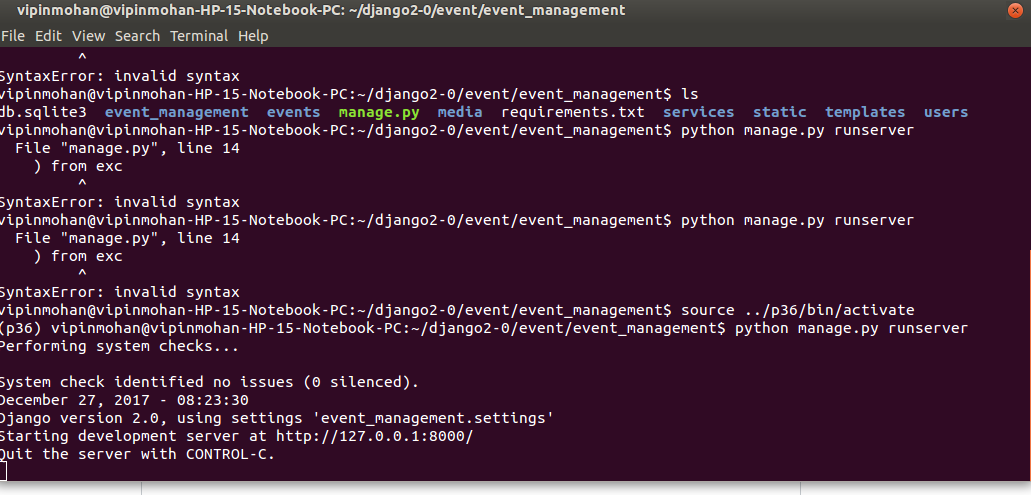 vipinmohan@vipinmohan-HP-15-Notebook-PC: ~/django2-0/event/event_management
File Edit View Search Terminal Help
^
SyntaxError: invalid syntax
vipinmohan@vipinmohan-HP-15-Notebook-PC:~/django2-0/event/event_management$ ls
db.sqlite3 event_management events manage.py media requirements.txt services static templates users
vipinmohan@vipinmohan-HP-15-Notebook-PC:~/django2-0/event/event_management$ python manage.py runserver
File "manage.py", line 14
) from exc
^
SyntaxError: invalid syntax
vipinmohan@vipinmohan-HP-15-Notebook-PC:~/django2-0/event/event_management$ python manage.py runserver
File "manage.py", line 14
) from exc
^
SyntaxError: invalid syntax
vipinmohan@vipinmohan-HP-15-Notebook-PC:~/django2-0/event/event_management$ source ../p36/bin/activate
(p36) vipinmohan@vipinmohan-HP-15-Notebook-PC:~/django2-0/event/event_management$ python manage.py runserver
Performing system checks...
System check identified no issues (0 silenced).
December 27, 2017 - 08:23:30
Django version 2.0, using settings 'event_management.settings'
Starting development server at http://127.0.0.1:8000/
Quit the server with CONTROL-C.